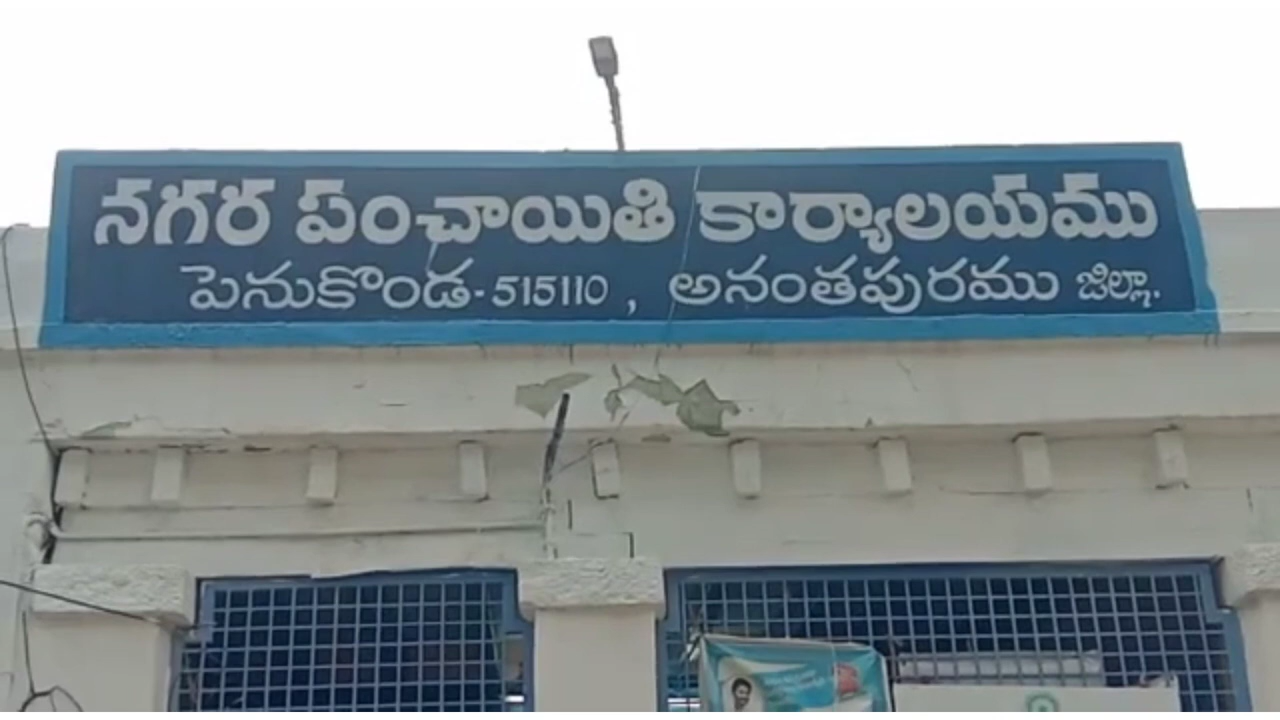 నగర పంచాయితి కార్యాలయము
పెనుకొండ-515110, అనంతపురము జిల్లా.